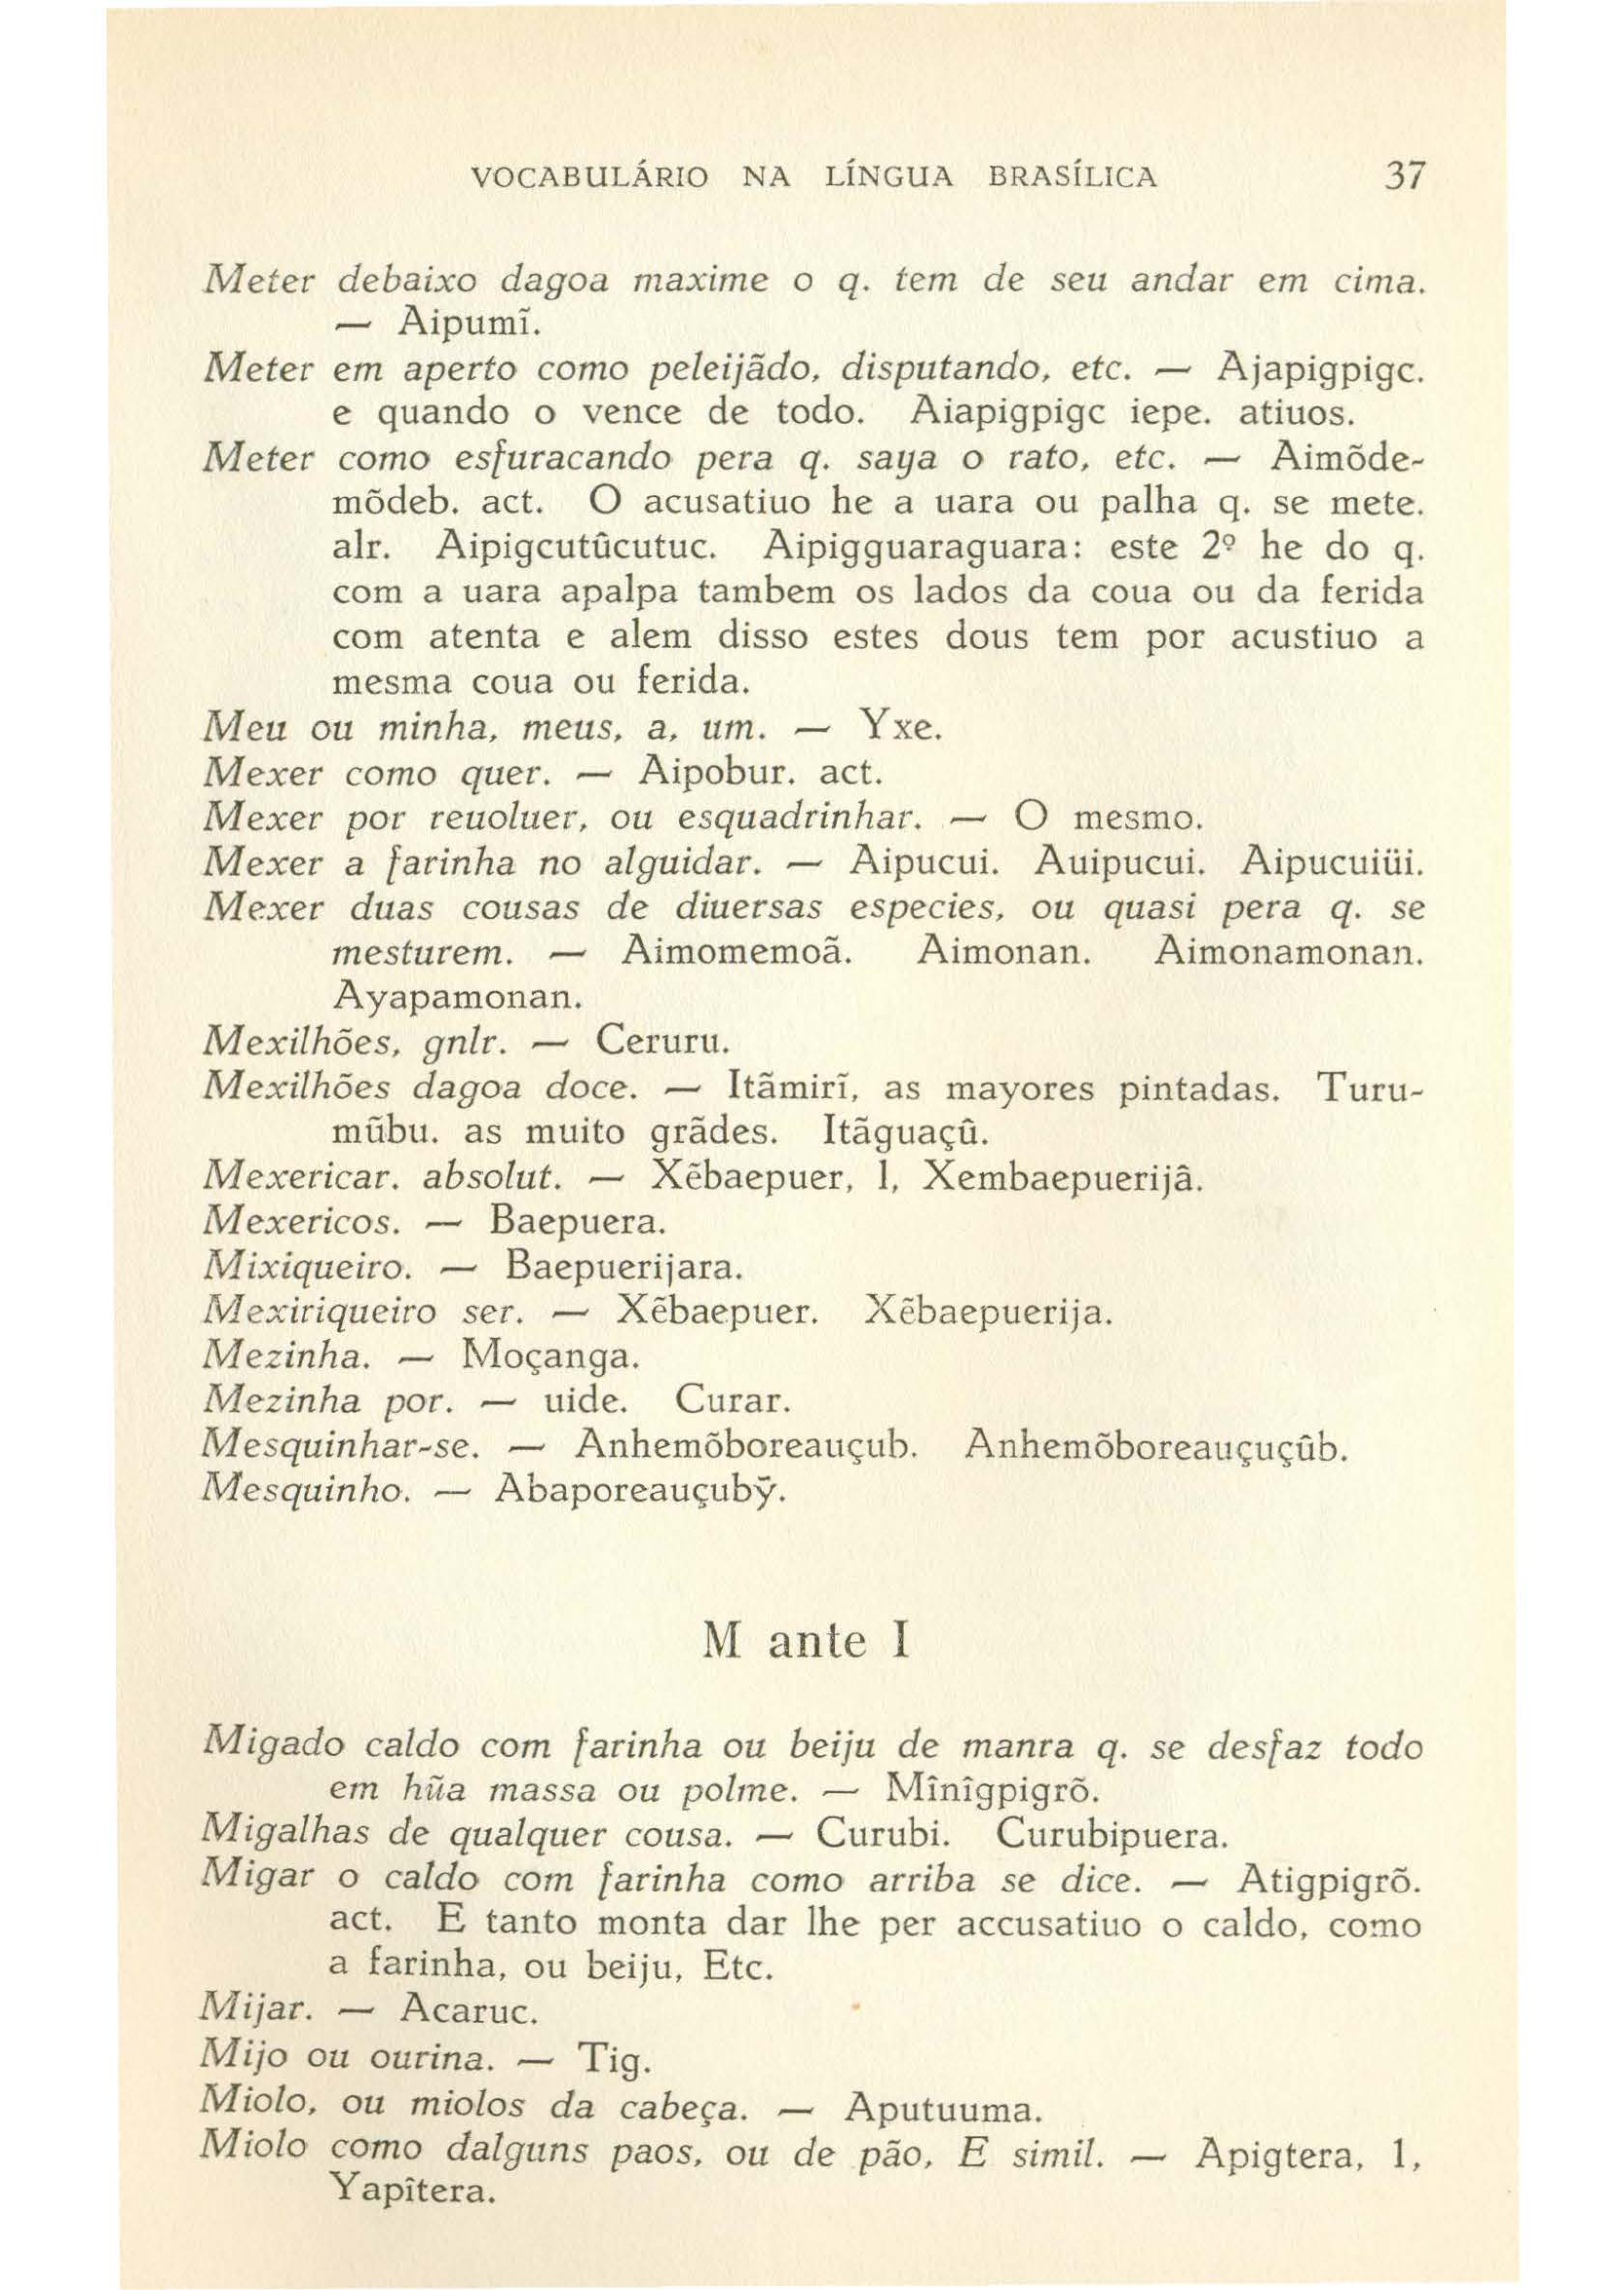 VOCABULÁRIO NA LÍNGUA BRASÍLICA 37
Meter debaixo dagoa maxime o q. tem de seu andar em cima.
— Aipumĩ.
Meter em aperto como peleijãdo, disputando, etc. — Ajapigpigc.
e quando o vence de todo. Aiapigpigc iepe. atiuos.
Meter como esfuracando pera q. saya o rato, etc. — Aimõde-
mõdeb. act. O acusatiuo he a uara ou palha q. se mete.
alr. Aipigcutûcutuc. Aipigguaraguara: este 2º he do q.
com a uara apalpa tambem os lados da coua ou da ferida
com atenta e alem disso estes dous tem por acustiuo a
mesma coua ou ferida.
Meu ou minha, meus, a, um. — Yxe.
Mexer como quer. — Aipobur. act.
Mexer por reuoluer, ou esquadrinhar. — O mesmo.
Mexer a farinha no alguidar. — Aipucui. Auipucui. Aipucuiüi.
Mexer duas cousas de diuersas especies, ou quasi pera q. se
mesturem. — Aimomemoã. Aimonan. Aimonamonan.
Ayapamonan.
Mexilhões, gnlr. — Ceruru.
Mexilhões dagoa doce. — Itãmirĩ, as mayores pintadas. Turu-
mũbu. as muito grãdes. Itãguaçû.
Mexericar. absolut. — Xẽbaepuer, l, Xembaepuerijâ.
Mexericos. — Baepuera.
Mixiqueiro. — Baepuerijara.
Mexiriqueiro ser. — Xẽbaepuer. Xẽbaepuerija.
Mezinha. — Moçanga.
Mezinha por. — uide. Curar.
Mesquinhar-se. — Anhemõboreauçub. Anhemõboreauçuçûb.
Mesquinho. — Abaporeauçubỹ.
M ante I
Migado caldo com farinha ou beiju de manra q. se desfaz todo
em hũa massa ou polme. — Mînîgpigrõ.
Migalhas de qualquer cousa. — Curubi. Curubipuera.
Migar o caldo com farinha como arriba se dice. — Atigpigrõ.
act. E tanto monta dar lhe per accusatiuo o caldo, como
a farinha, ou beiju, Etc.
Mijar. — Acaruc.
Mijo ou ourina. — Tig.
Miolo, ou miolos da cabeça. — Aputuuma.
Miolo como dalguns paos, ou de pão, E simil. — Apigtera, l,
Yapîtera.